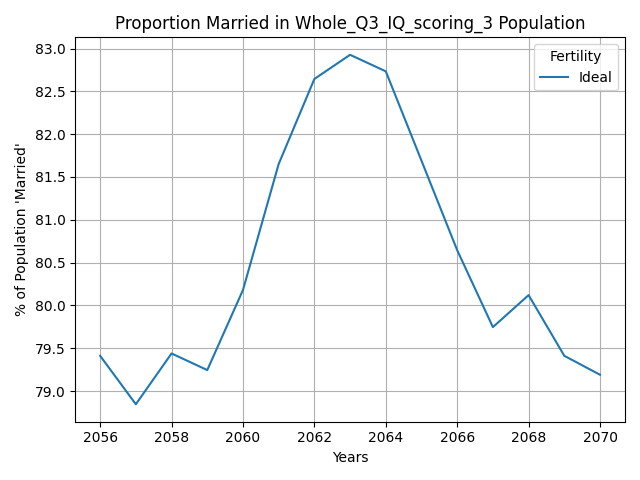 Proportion Married in Whole_Q3_IQ_scoring_3 Population
% of Population 'Married'
83.0
82.5
82.0
81.5
81.0
80.5
80.0
79.5
79.0
Fertility
Ideal
2056 2058 2060 2062 2064 2066 2068 2070
Years